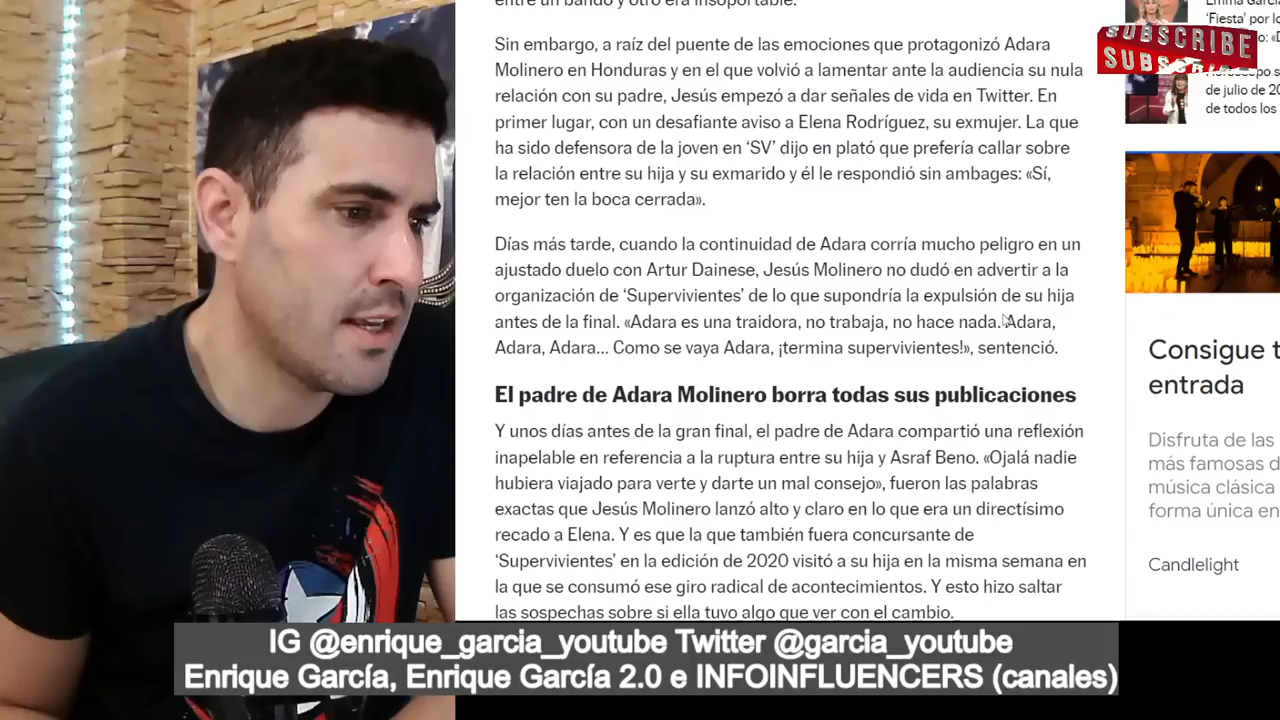 entre un bando y otro era insoportable.
Sin embargo, a raíz del puente de las emociones que protagonizó Adara
Molinero en Honduras y en el que volvió a lamentar ante la audiencia su nula
relación con su padre, Jesús empezó a dar señales de vida en Twitter. En
primer lugar, con un desafiante aviso a Elena Rodríguez, su exmujer. La que
ha sido defensora de la joven en ‘SV’ dijo en plató que prefería callar sobre
la relación entre su hija y su exmarido y él le respondió sin ambages: «Sí,
mejor ten la boca cerrada».
Días más tarde, cuando la continuidad de Adara corría mucho peligro en un
ajustado duelo con Artur Dainese, Jesús Molinero no dudó en advertir a la
organización de ‘Supervivientes’ de lo que supondría la expulsión de su hija
antes de la final. «Adara es una traidora, no trabaja, no hace nada. Adara,
Adara, Adara... Como se vaya Adara, ¡termina supervivientes!», sentenció.
El padre de Adara Molinero borra todas sus publicaciones
Y unos días antes de la gran final, el padre de Adara compartió una reflexión
inapelable en referencia a la ruptura entre su hija y Asraf Beno. «Ojalá nadie
hubiera viajado para verte y darte un mal consejo», fueron las palabras
exactas que Jesús Molinero lanzó alto y claro en lo que era un directísimo
recado a Elena. Y es que la que también fuera concursante de
‘Supervivientes’ en la edición de 2020 visitó a su hija en la misma semana en
la que se consumó ese giro radical de acontecimientos. Y esto hizo saltar
las sospechas sobre si ella tuvo algo que ver con el cambio.
Emma García
‘Fiesta’ por lo
SUBSCRIBE
SUBSCRIBE
de julio de 20
de todos los
Consigue t
entrada
Disfruta de las
más famosas d
música clásica
forma única en
Candlelight
IG @enrique_garcia_youtube Twitter @garcia_youtube
Enrique García, Enrique García 2.0 e INFOINFLUENCERS (canales)